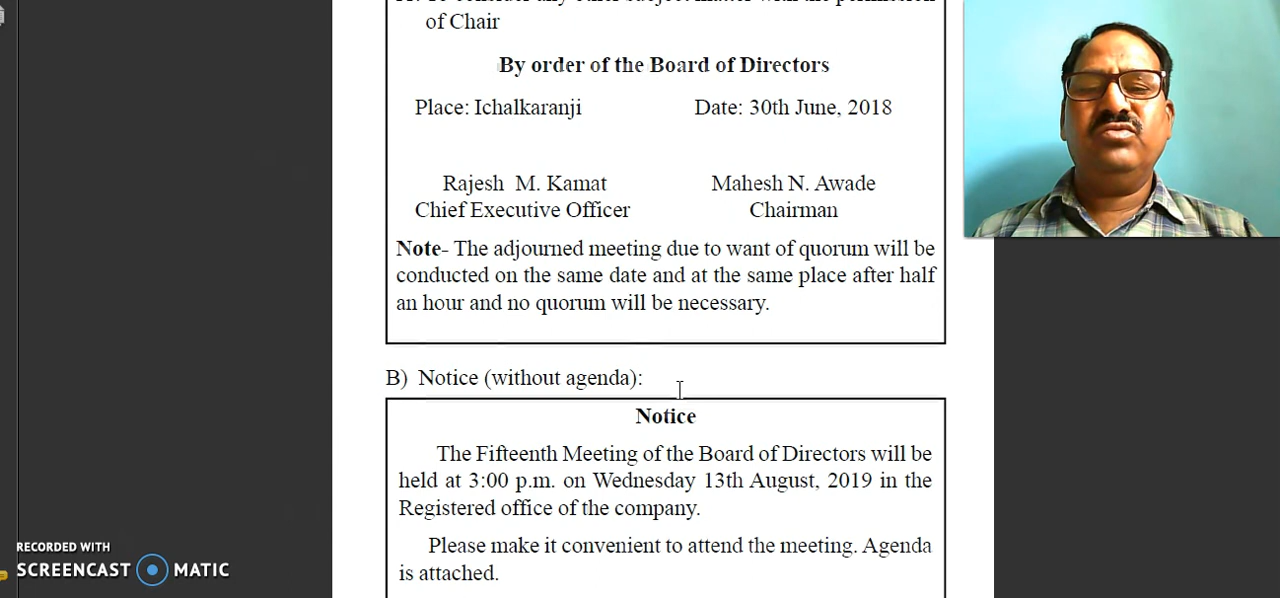 of Chair
By order of the Board of Directors
Place: Ichalkaranji Date: 30th June, 2018
Rajesh M. Kamat Mahesh N. Awade
Chief Executive Officer Chairman
Note- The adjourned meeting due to want of quorum will be
conducted on the same date and at the same place after half
an hour and no quorum will be necessary.
B) Notice (without agenda):
Notice
The Fifteenth Meeting of the Board of Directors will be
held at 3:00 p.m. on Wednesday 13th August, 2019 in the
Registered office of the company.
Please make it convenient to attend the meeting. Agenda
is attached.
RECORDED WITH
SCREENCAST MATIC